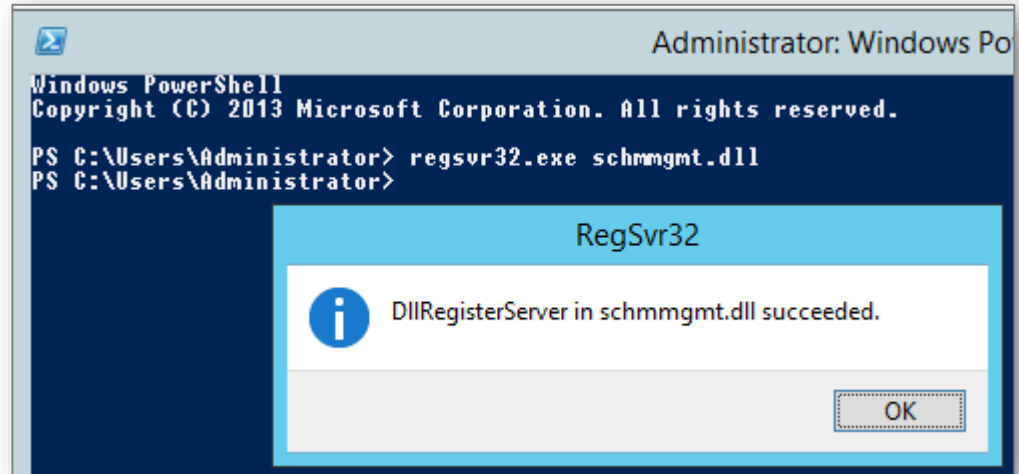 Administrator: Windows Po
Windows PowerShell
Copyright (C) 2013 Microsoft Corporation. All rights reserved.
PS C:\Users\Administrator> regsvr32.exe schmmgmt.dll
PS C:\Users\Administrator>
RegSvr32
DllRegisterServer in schmmgmt.dll succeeded.
OK